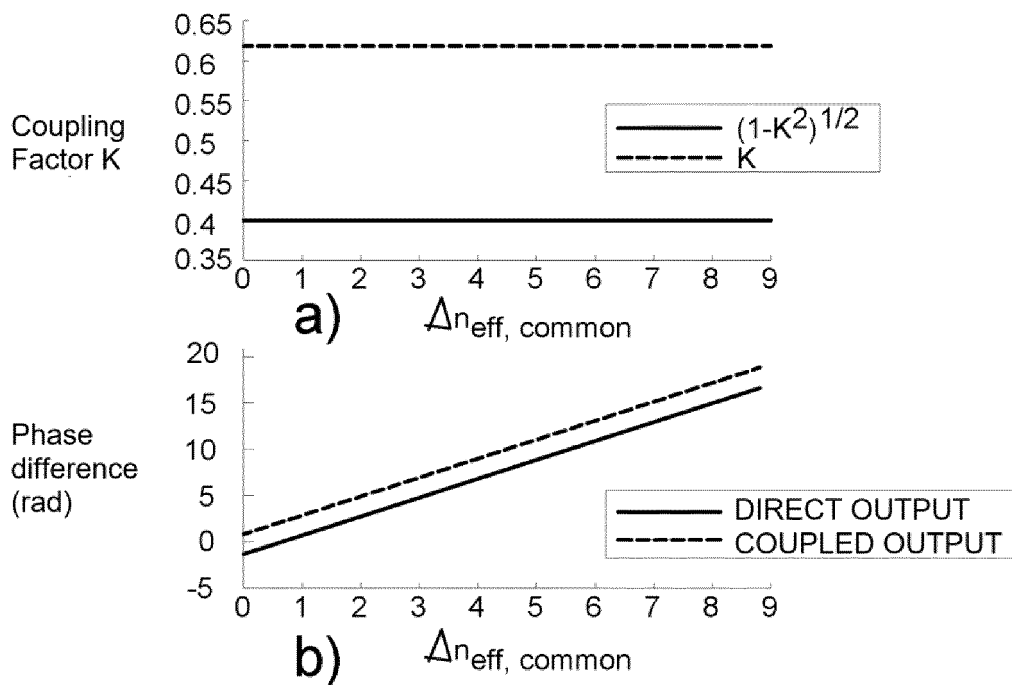 0.65
0.6
0.55
0.5
0.45
0.4
0.35
Coupling
Factor K
(1-K²)^1/2
K
0 1 2 3 4 5 6 7 8 9
a)
Δn_eff, common
20
15
10
5
0
-5
Phase
difference
(rad)
DIRECT OUTPUT
COUPLED OUTPUT
0 1 2 3 4 5 6 7 8 9
b)
Δn_eff, common